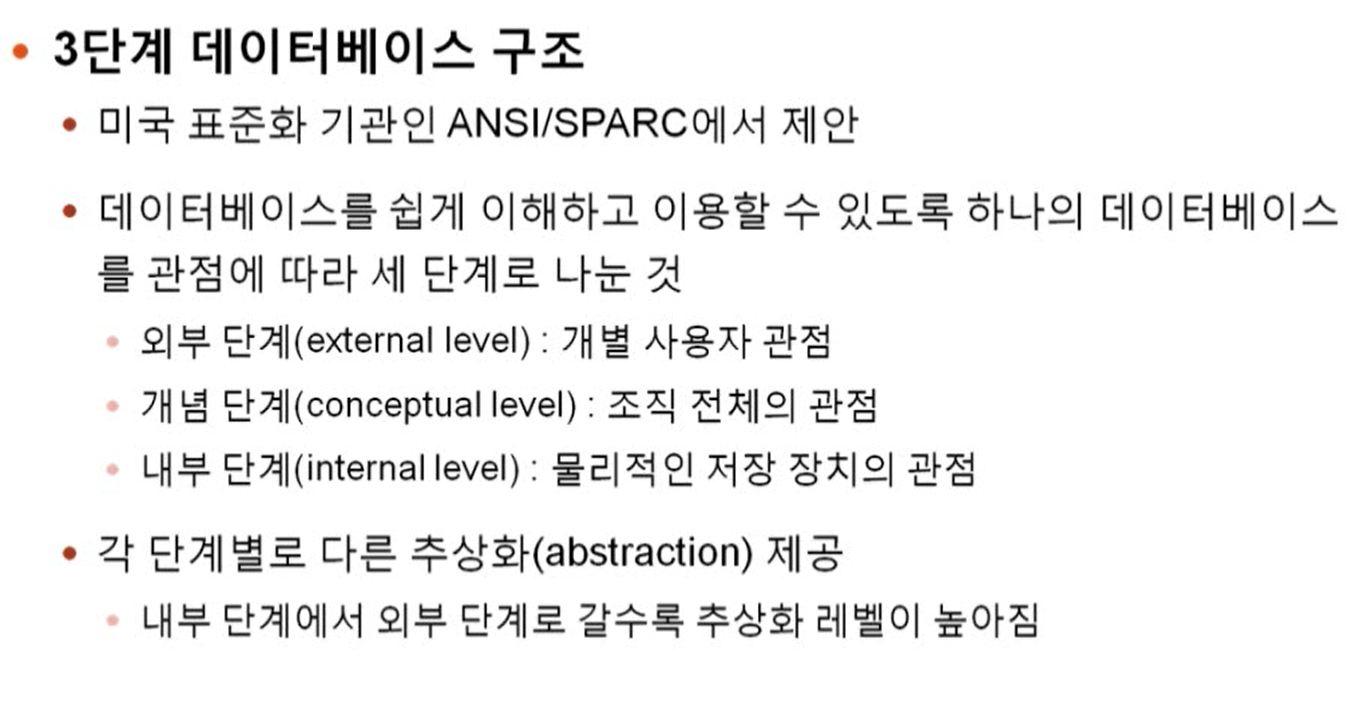 • 3단계 데이터베이스 구조
• 미국 표준화 기관인 ANSI/SPARC에서 제안
• 데이터베이스를 쉽게 이해하고 이용할 수 있도록 하나의 데이터베이스
를 관점에 따라 세 단계로 나눈 것
• 외부 단계(external level) : 개별 사용자 관점
• 개념 단계(conceptual level) : 조직 전체의 관점
• 내부 단계(internal level) : 물리적인 저장 장치의 관점
• 각 단계별로 다른 추상화(abstraction) 제공
• 내부 단계에서 외부 단계로 갈수록 추상화 레벨이 높아짐